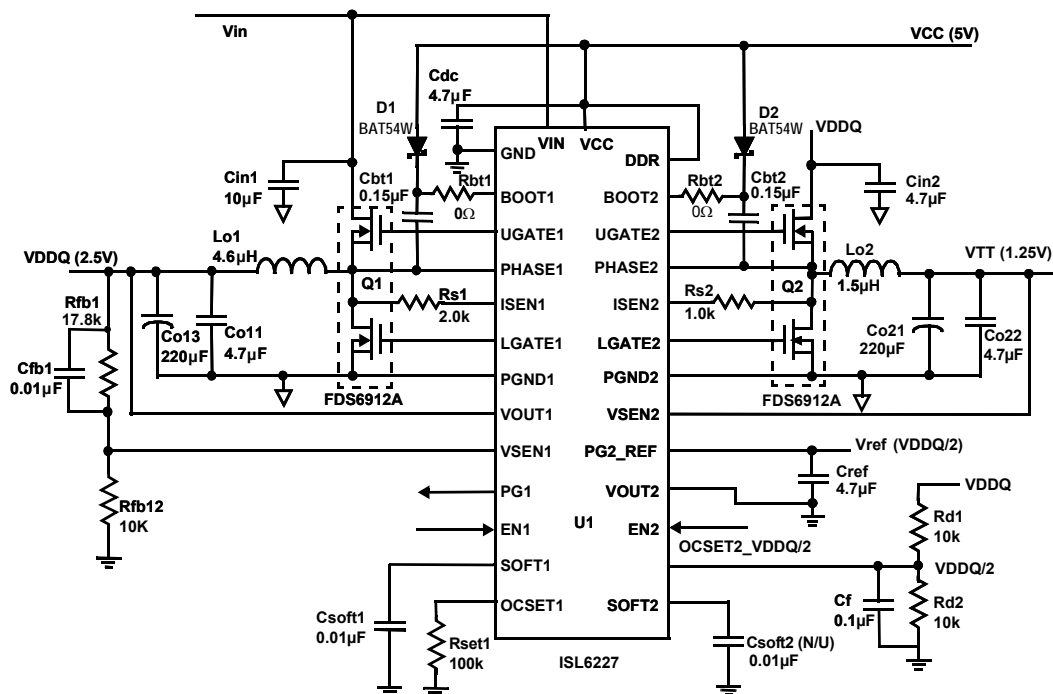 Vin
VCC (5V)
Cdc
4.7µF
D1
BAT54W
D2
BAT54W
VDDQ
VIN
VCC
GND
DDR
Cin1
10µF
Cbt1
0.15µF
Rbt1
0Ω
BOOT1
BOOT2
Rbt2
0Ω
Cbt2
0.15µF
Cin2
4.7µF
UGATE1
UGATE2
Lo1
4.6µH
Lo2
1.5µH
VDDQ (2.5V)
VTT (1.25V)
PHASE1
PHASE2
Q1
Q2
Rs1
2.0k
ISEN1
ISEN2
Rs2
1.0k
Rfb1
17.8k
Co13
220µF
Co11
4.7µF
LGATE1
LGATE2
Co21
220µF
Co22
4.7µF
Cfb1
0.01µF
PGND1
PGND2
FDS6912A
FDS6912A
VOUT1
VSEN2
VSEN1
PG2_REF
Vref (VDDQ/2)
Cref
4.7µF
PG1
VOUT2
VDDQ
Rfb12
10K
EN1
U1
EN2
OCSET2_VDDQ/2
Rd1
10k
SOFT1
VDDQ/2
OCSET1
SOFT2
Cf
0.1µF
Rd2
10k
Csoft1
0.01µF
Rset1
100k
Csoft2 (N/U)
0.01µF
ISL6227